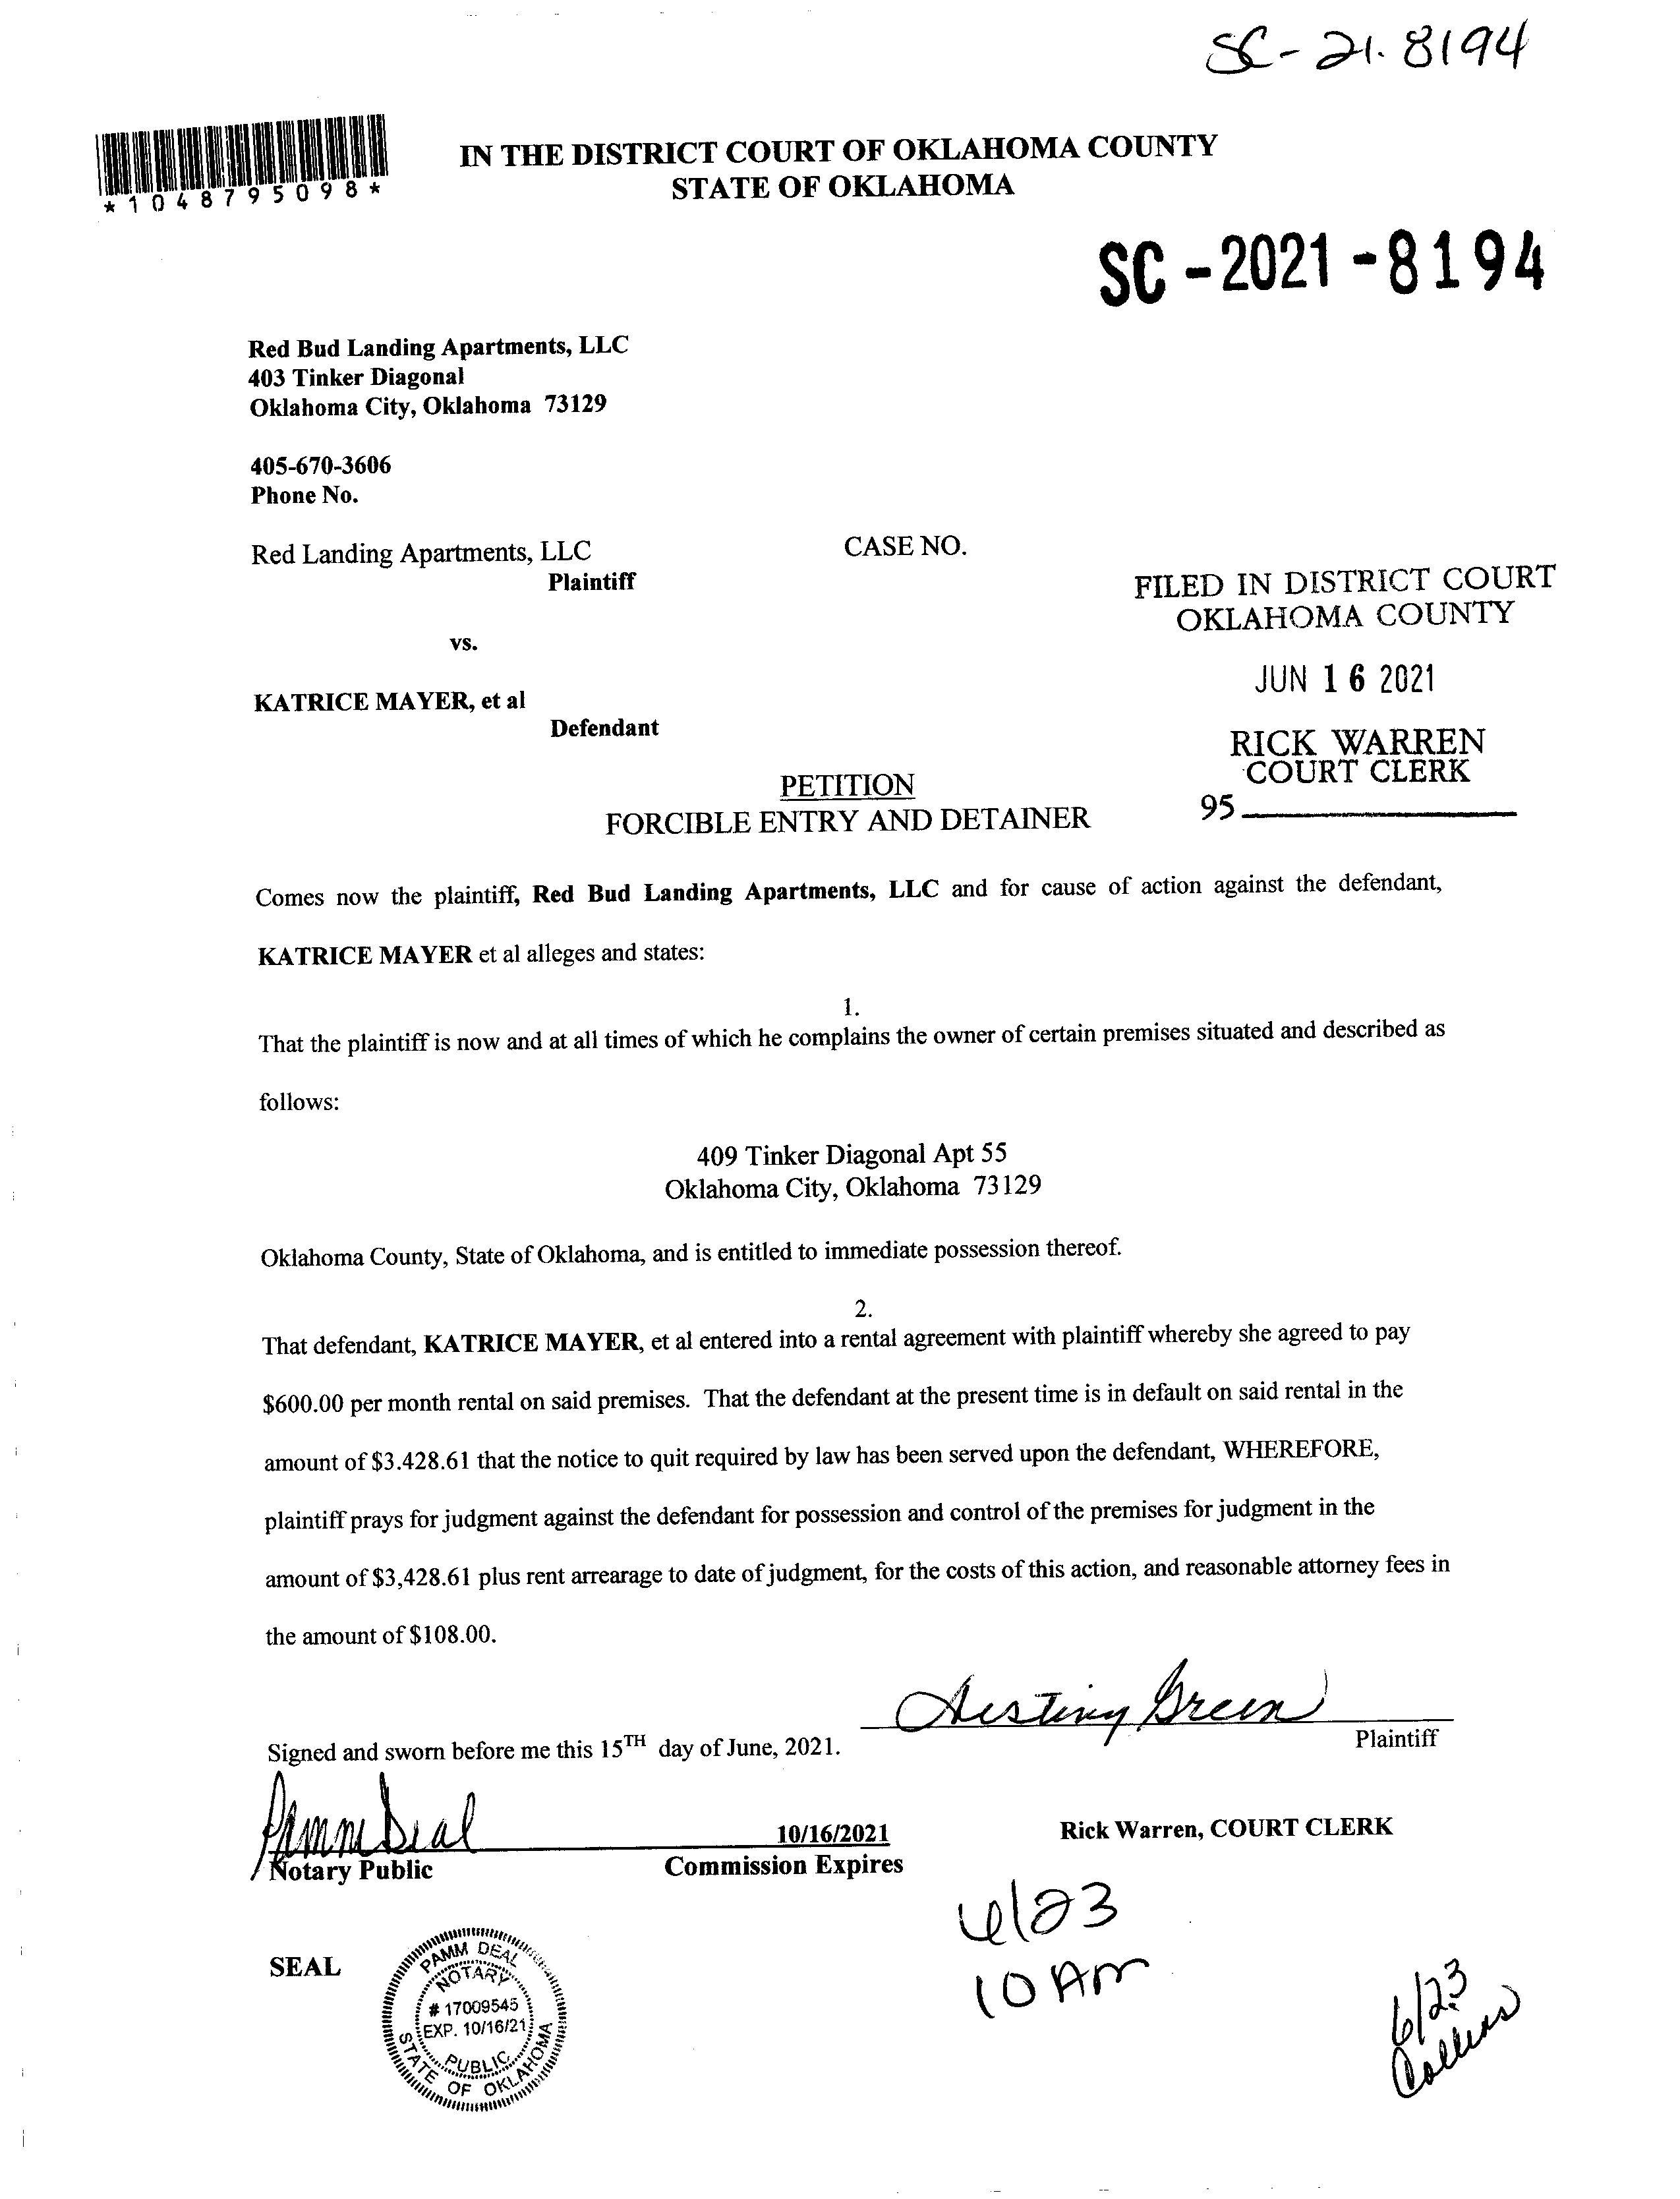 SC-21.8194
*1048795098*
IN THE DISTRICT COURT OF OKLAHOMA COUNTY
STATE OF OKLAHOMA
SC-2021-8194
Red Bud Landing Apartments, LLC
403 Tinker Diagonal
Oklahoma City, Oklahoma 73129
405-670-3606
Phone No.
Red Landing Apartments, LLC
Plaintiff
CASE NO.
FILED IN DISTRICT COURT
OKLAHOMA COUNTY
vs.
JUN 16 2021
KATRICE MAYER, et al
Defendant
RICK WARREN
COURT CLERK
95
PETITION
FORCIBLE ENTRY AND DETAINER
Comes now the plaintiff, Red Bud Landing Apartments, LLC and for cause of action against the defendant,
KATRICE MAYER et al alleges and states:
1.
That the plaintiff is now and at all times of which he complains the owner of certain premises situated and described as
follows:
409 Tinker Diagonal Apt 55
Oklahoma City, Oklahoma 73129
Oklahoma County, State of Oklahoma, and is entitled to immediate possession thereof.
2.
That defendant, KATRICE MAYER, et al entered into a rental agreement with plaintiff whereby she agreed to pay
$600.00 per month rental on said premises. That the defendant at the present time is in default on said rental in the
amount of $3.428.61 that the notice to quit required by law has been served upon the defendant, WHEREFORE,
plaintiff prays for judgment against the defendant for possession and control of the premises for judgment in the
amount of $3,428.61 plus rent arrearage to date of judgment, for the costs of this action, and reasonable attorney fees in
the amount of $108.00.
Destiny Green
Plaintiff
Signed and sworn before me this 15TH day of June, 2021.
Pamm Deal
Notary Public
10/16/2021
Commission Expires
Rick Warren, COURT CLERK
6/23
10 Am
SEAL
PAMM DEAL
NOTARY
# 17009545
EXP. 10/16/21
PUBLIC
STATE OF OKLAHOMA
6/23
Collins